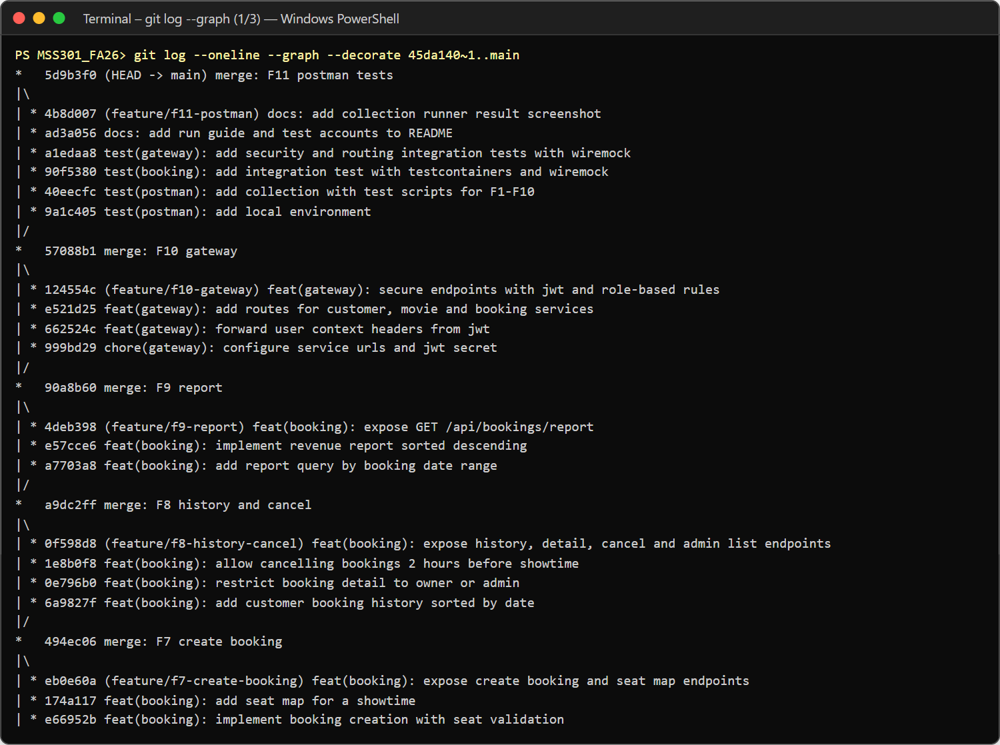 Terminal – git log --graph (1/3) — Windows PowerShell
PS MSS301_FA26> git log --oneline --graph --decorate 45da140~1..main
*   5d9b3f0 (HEAD -> main) merge: F11 postman tests
|\
| * 4b8d007 (feature/f11-postman) docs: add collection runner result screenshot
| * ad3a056 docs: add run guide and test accounts to README
| * a1edaa8 test(gateway): add security and routing integration tests with wiremock
| * 90f5380 test(booking): add integration test with testcontainers and wiremock
| * 40eecfc test(postman): add collection with test scripts for F1-F10
| * 9a1c405 test(postman): add local environment
|/
*   57088b1 merge: F10 gateway
|\
| * 124554c (feature/f10-gateway) feat(gateway): secure endpoints with jwt and role-based rules
| * e521d25 feat(gateway): add routes for customer, movie and booking services
| * 662524c feat(gateway): forward user context headers from jwt
| * 999bd29 chore(gateway): configure service urls and jwt secret
|/
*   90a8b60 merge: F9 report
|\
| * 4deb398 (feature/f9-report) feat(booking): expose GET /api/bookings/report
| * e57cce6 feat(booking): implement revenue report sorted descending
| * a7703a8 feat(booking): add report query by booking date range
|/
*   a9dc2ff merge: F8 history and cancel
|\
| * 0f598d8 (feature/f8-history-cancel) feat(booking): expose history, detail, cancel and admin list endpoints
| * 1e8b0f8 feat(booking): allow cancelling bookings 2 hours before showtime
| * 0e796b0 feat(booking): restrict booking detail to owner or admin
| * 6a9827f feat(booking): add customer booking history sorted by date
|/
*   494ec06 merge: F7 create booking
|\
| * eb0e60a (feature/f7-create-booking) feat(booking): expose create booking and seat map endpoints
| * 174a117 feat(booking): add seat map for a showtime
| * e66952b feat(booking): implement booking creation with seat validation